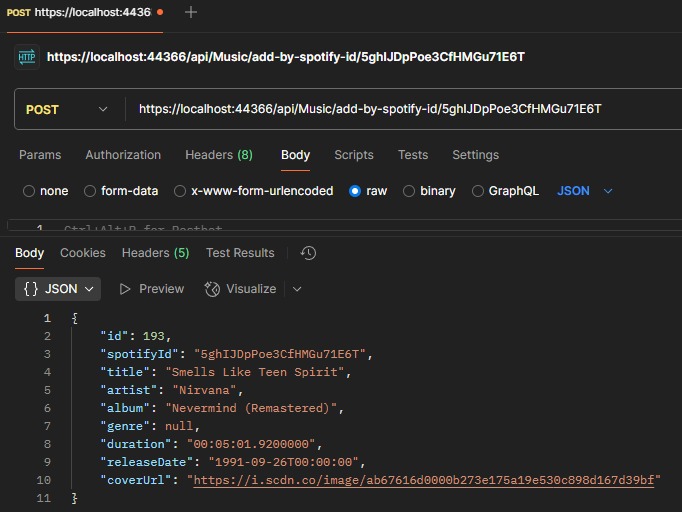 POST https://localhost:4436
HTTP https://localhost:44366/api/Music/add-by-spotify-id/5ghIJDpPoe3CfHMGu71E6T
POST https://localhost:44366/api/Music/add-by-spotify-id/5ghIJDpPoe3CfHMGu71E6T
Params Authorization Headers (8) Body Scripts Tests Settings
none form-data x-www-form-urlencoded raw binary GraphQL JSON
1 Ctrl+Alt+P for Postbot
Body Cookies Headers (5) Test Results
{} JSON Preview Visualize
1 {
2 "id": 193,
3 "spotifyId": "5ghIJDpPoe3CfHMGu71E6T",
4 "title": "Smells Like Teen Spirit",
5 "artist": "Nirvana",
6 "album": "Nevermind (Remastered)",
7 "genre": null,
8 "duration": "00:05:01.9200000",
9 "releaseDate": "1991-09-26T00:00:00",
10 "coverUrl": "https://i.scdn.co/image/ab67616d0000b273e175a19e530c898d167d39bf"
11 }